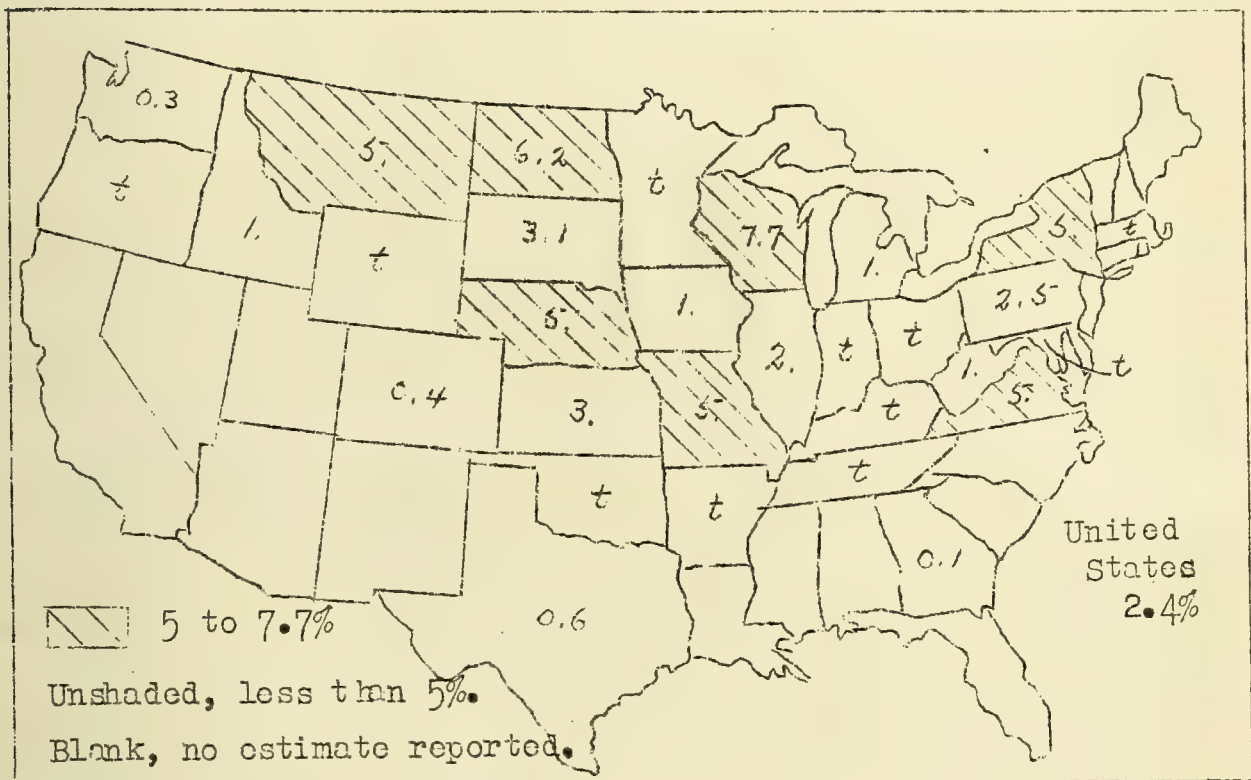 0.3
5.
6.2
t
t
1.
t
3.1
7.7
1.
5.
t
5.
1.
2.
t
t
2.5
1.
t
5.
0.4
3.
5.
t
t
t
t
0.1
0.6
United
States
2.4%
5 to 7.7%
Unshaded, less than 5%.
Blank, no estimate reported.